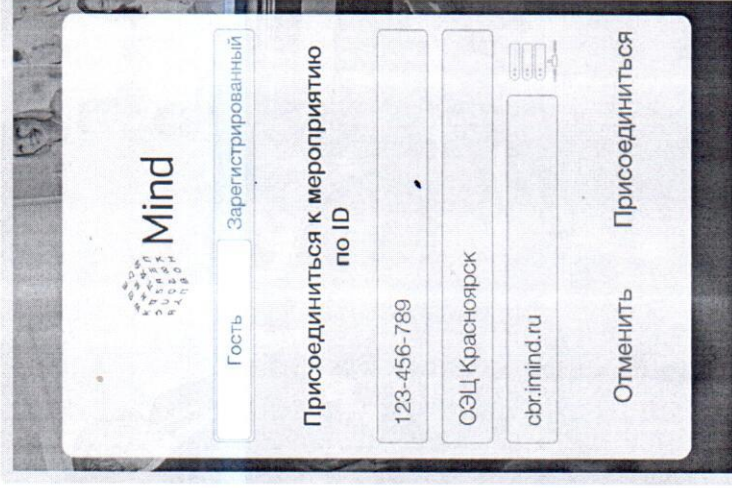 Mind
Гость Зарегистрированный
Присоединиться к мероприятию
по ID
123-456-789
ОЭЦ Красноярск
cbr.imind.ru
Отменить Присоединиться